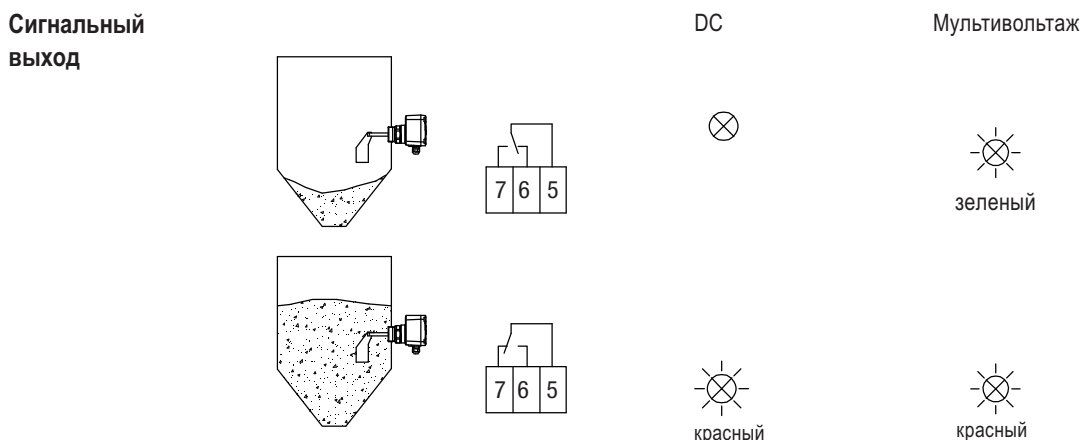 Сигнальный
выход
DC
Мультивольтаж
7 6 5
зеленый
7 6 5
красный
красный